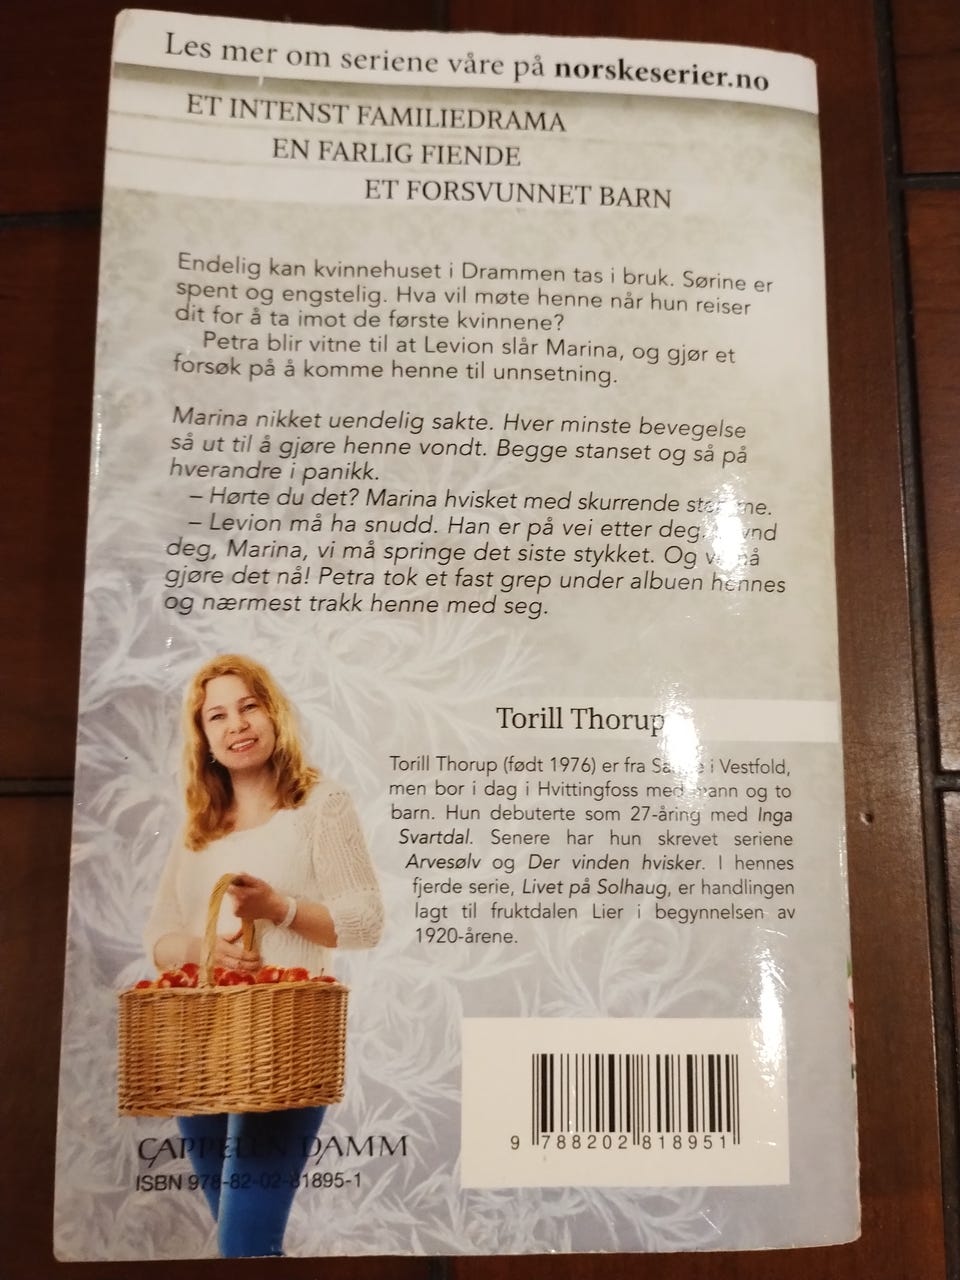 Les mer om seriene våre på norskeserier.no
ET INTENST FAMILIEDRAMA
EN FARLIG FIENDE
ET FORSVUNNET BARN
Endelig kan kvinnehuset i Drammen tas i bruk. Sørine er
spent og engstelig. Hva vil møte henne når hun reiser
dit for å ta imot de første kvinnene?
Petra blir vitne til at Levion slår Marina, og gjør et
forsøk på å komme henne til unnsetning.
Marina nikket uendelig sakte. Hver minste bevegelse
så ut til å gjøre henne vondt. Begge stanset og så på
hverandre i panikk.
– Hørte du det? Marina hvisket med skurrende
– Levion må ha snudd. Han er på vei etter deg.
deg, Marina, vi må springe det siste stykket. Og vi må
gjøre det nå! Petra tok et fast grep under albuen hennes
og nærmest trakk henne med seg.
Torill Thorup
Torill Thorup (født 1976) er fra i Vestfold,
men bor i dag i Hvittingfoss med mann og to
barn. Hun debuterte som 27-åring med Inga
Svartdal. Senere har hun skrevet seriene
Arvesølv og Der vinden hvisker. I hennes
fjerde serie, Livet på Solhaug, er handlingen
lagt til fruktdalen Lier i begynnelsen av
1920-årene.
9 788202 818951
CAPPELEN DAMM
ISBN 978-82-02-81895-1